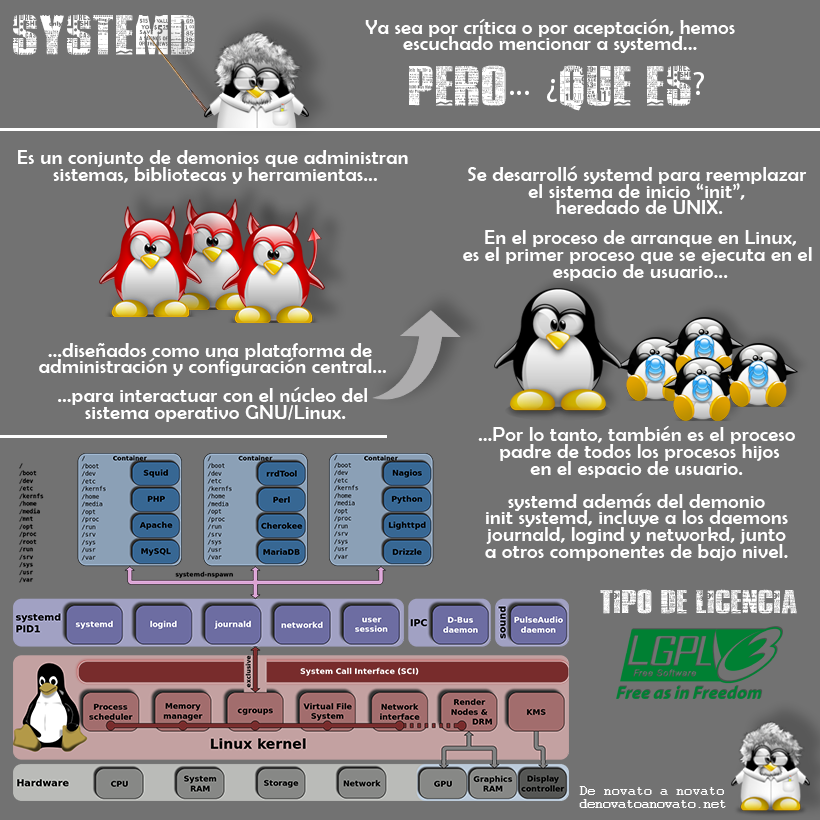 SYSTEMD
Ya sea por crítica o por aceptación, hemos
escuchado mencionar a systemd...
PERO... ¿QUE ES?
Es un conjunto de demonios que administran
sistemas, bibliotecas y herramientas...
...diseñados como una plataforma de
administración y configuración central...
...para interactuar con el núcleo del
sistema operativo GNU/Linux.
Se desarrolló systemd para reemplazar
el sistema de inicio “init”,
heredado de UNIX.
En el proceso de arranque en Linux,
es el primer proceso que se ejecuta en el
espacio de usuario...
...Por lo tanto, también es el proceso
padre de todos los procesos hijos
en el espacio de usuario.
systemd además del demonio
init systemd, incluye a los daemons
journald, logind y networkd, junto
a otros componentes de bajo nivel.
/
/boot
/dev
/etc
/kernfs
/home
/media
/mnt
/opt
/proc
/root
/run
/srv
/sys
/usr
/var
/ Container
/boot
/dev
/etc
/kernfs
/home
/media
/opt
/proc
/run
/srv
/sys
/usr
/var
Squid
PHP
Apache
MySQL
/ Container
/boot
/dev
/etc
/kernfs
/home
/media
/opt
/proc
/run
/srv
/sys
/usr
/var
rrdTool
Perl
Cherokee
MariaDB
/ Container
/boot
/dev
/etc
/kernfs
/home
/media
/opt
/proc
/run
/srv
/sys
/usr
/var
Nagios
Python
Lighttpd
Drizzle
systemd-nspawn
systemd
PID1
systemd
logind
journald
networkd
user
session
IPC
D-Bus
daemon
sound
PulseAudio
daemon
exclusive
System Call Interface (SCI)
Process
scheduler
Memory
manager
cgroups
Virtual File
System
Network
interface
Render
Nodes &
DRM
KMS
Linux kernel
Hardware
CPU
System
RAM
Storage
Network
GPU
Graphics
RAM
Display
controller
TIPO DE LICENCIA
LGPLV3
Free Software
Free as in Freedom
De novato a novato
denovatoanovato.net